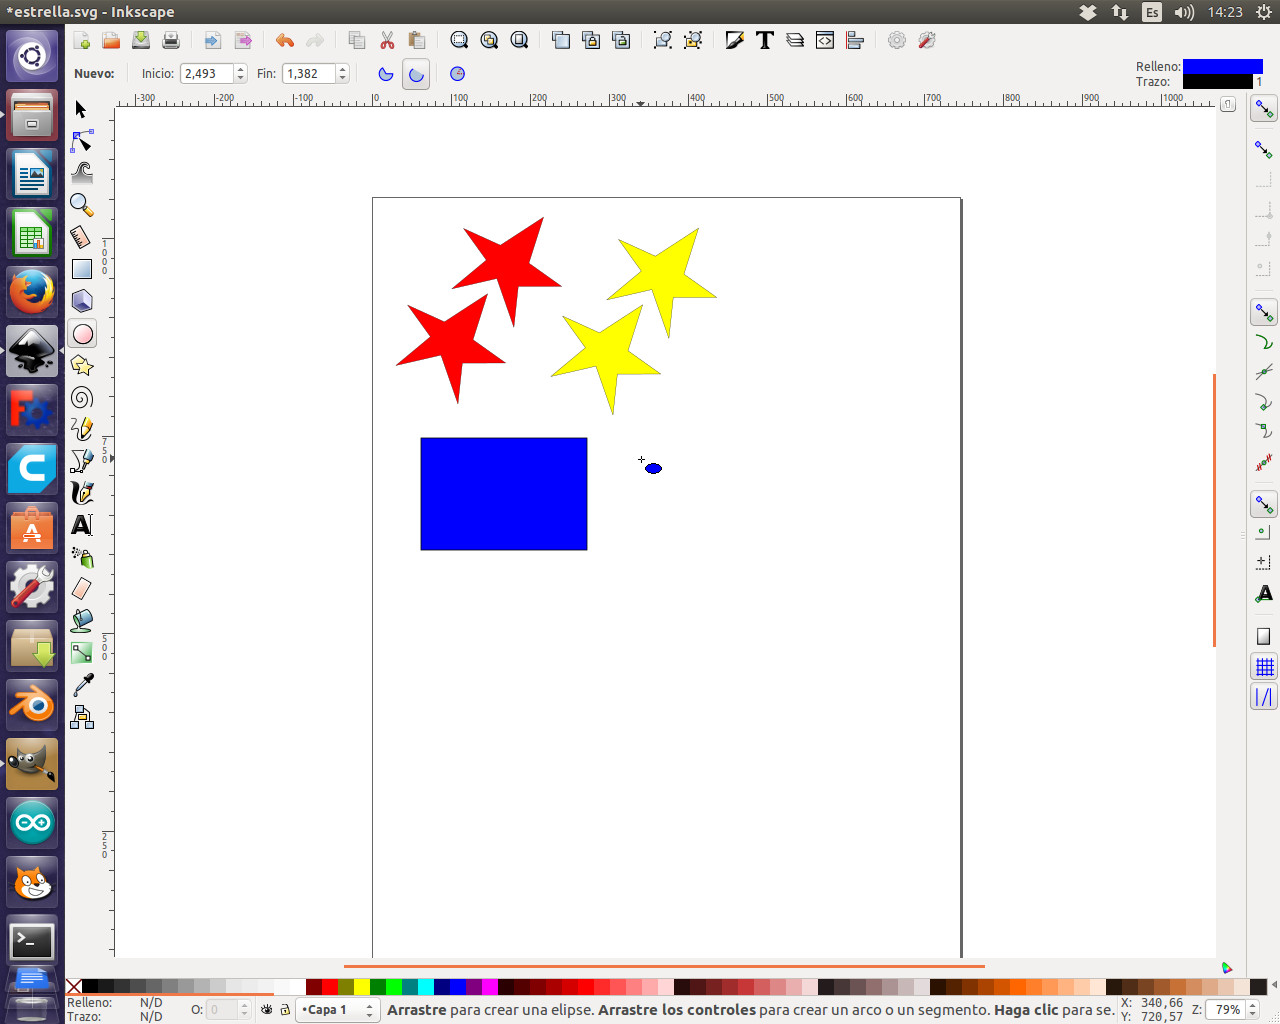 *estrella.svg - Inkscape
Es
14:23
Nuevo: Inicio: 2,493 Fin: 1,382
Relleno:
Trazo: 1
-300 -200 -100 0 100 200 300 400 500 600 700 800 900 1000
1000
750
500
250
Relleno: N/D
Trazo: N/D
O: 0
•Capa 1
Arrastre para crear una elipse. Arrastre los controles para crear un arco o un segmento. Haga clic para se.
X: 340,66
Y: 720,57
Z: 79%